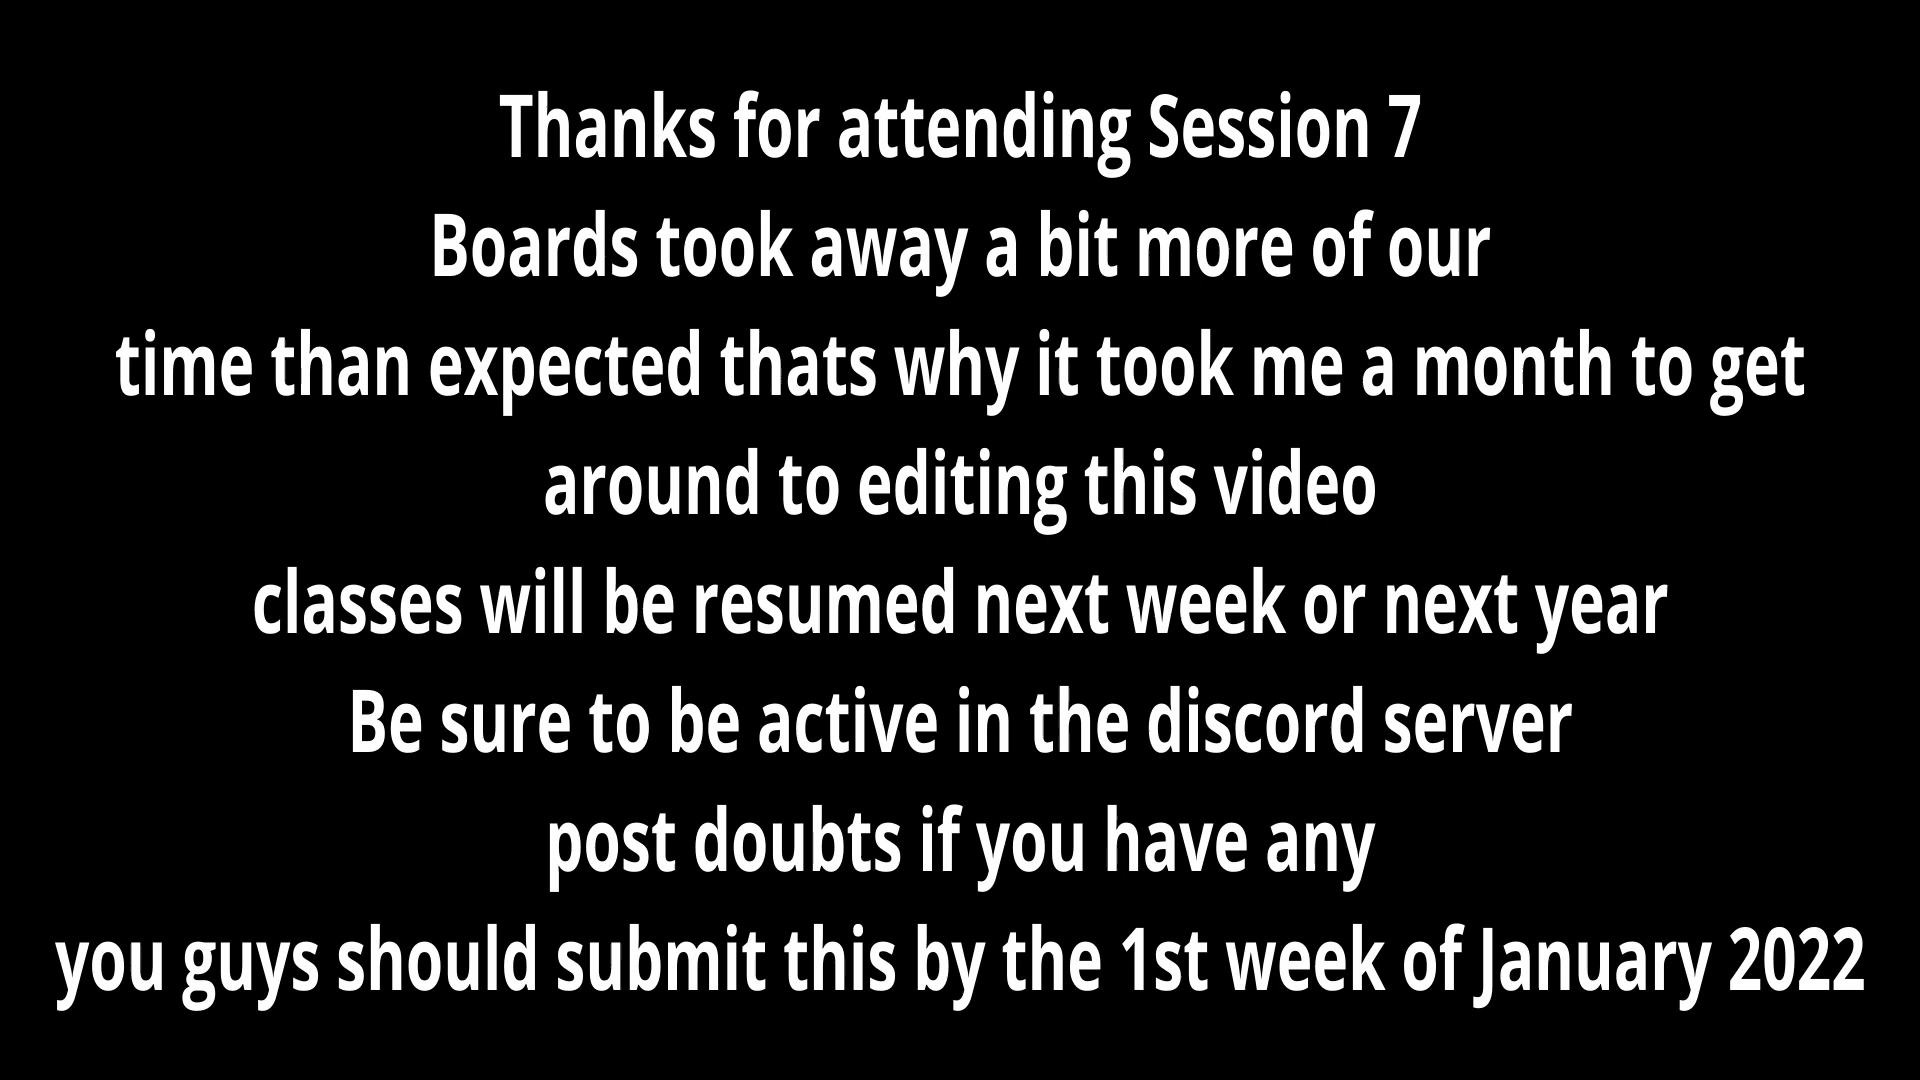 Thanks for attending Session 7
Boards took away a bit more of our
time than expected thats why it took me a month to get
around to editing this video
classes will be resumed next week or next year
Be sure to be active in the discord server
post doubts if you have any
you guys should submit this by the 1st week of January 2022